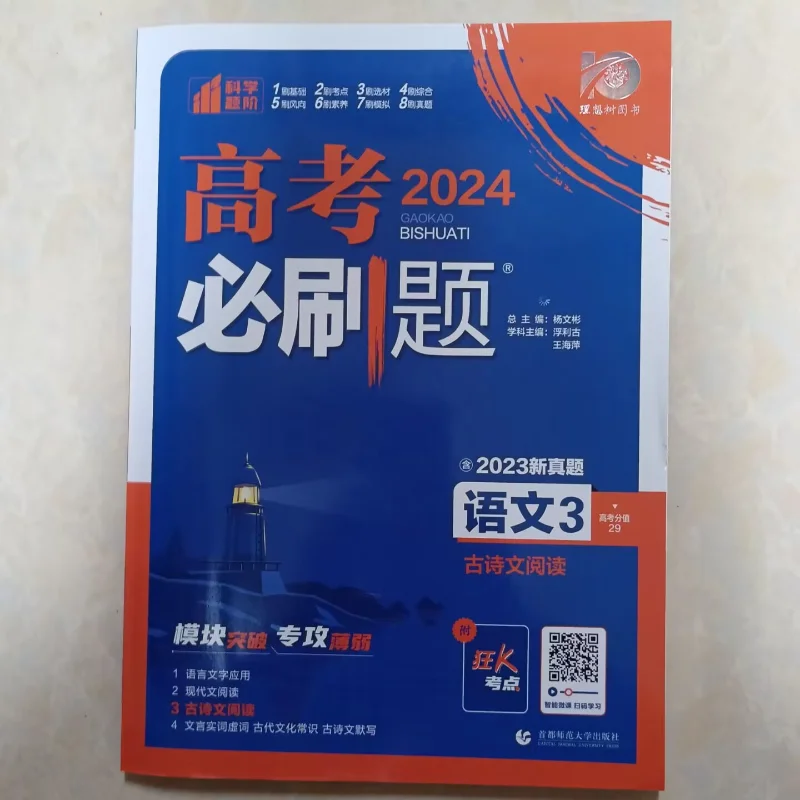 科学题阶
1刷基础 2刷考点 3刷选材 4刷综合
5刷风向 6刷素养 7刷模拟 8刷真题
理想树图书
高考2024
GAOKAO
BISHUATI
必刷题®
总主编：杨文彬
学科主编：浮利古
王海萍
含2023新真题
语文3
高考分值
29
古诗文阅读
模块突破 专攻薄弱
1 语言文字应用
2 现代文阅读
3 古诗文阅读
4 文言实词虚词 古代文化常识 古诗文默写
附
狂K
考点
智能微课 扫码学习
首都师范大学出版社
CAPITAL NORMAL UNIVERSITY PRESS